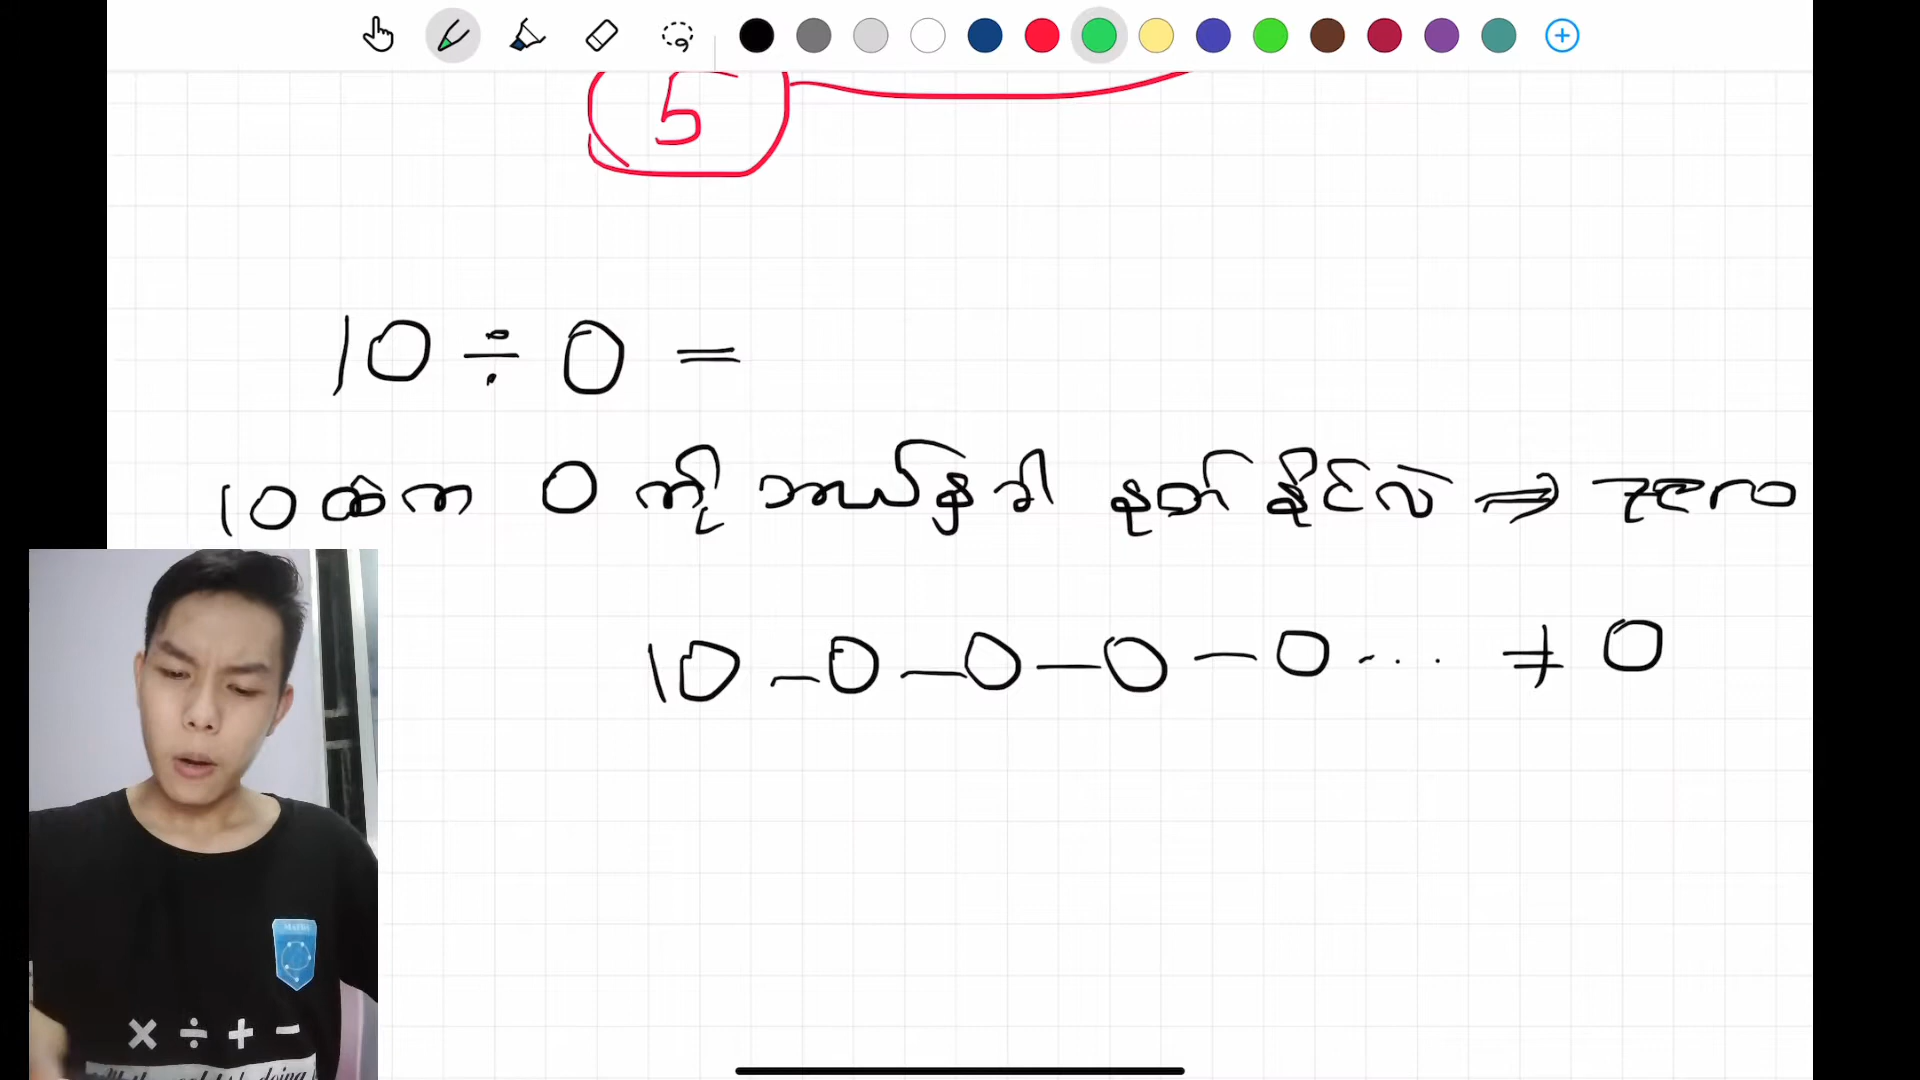 5
10 ÷ 0 =
10 ထဲက 0 ကို ဘယ်နှခါ နုတ်နိုင်လဲ ⇒ zero
10 - 0 - 0 - 0 - 0 ... ≠ 0
MATHS
× ÷ + -